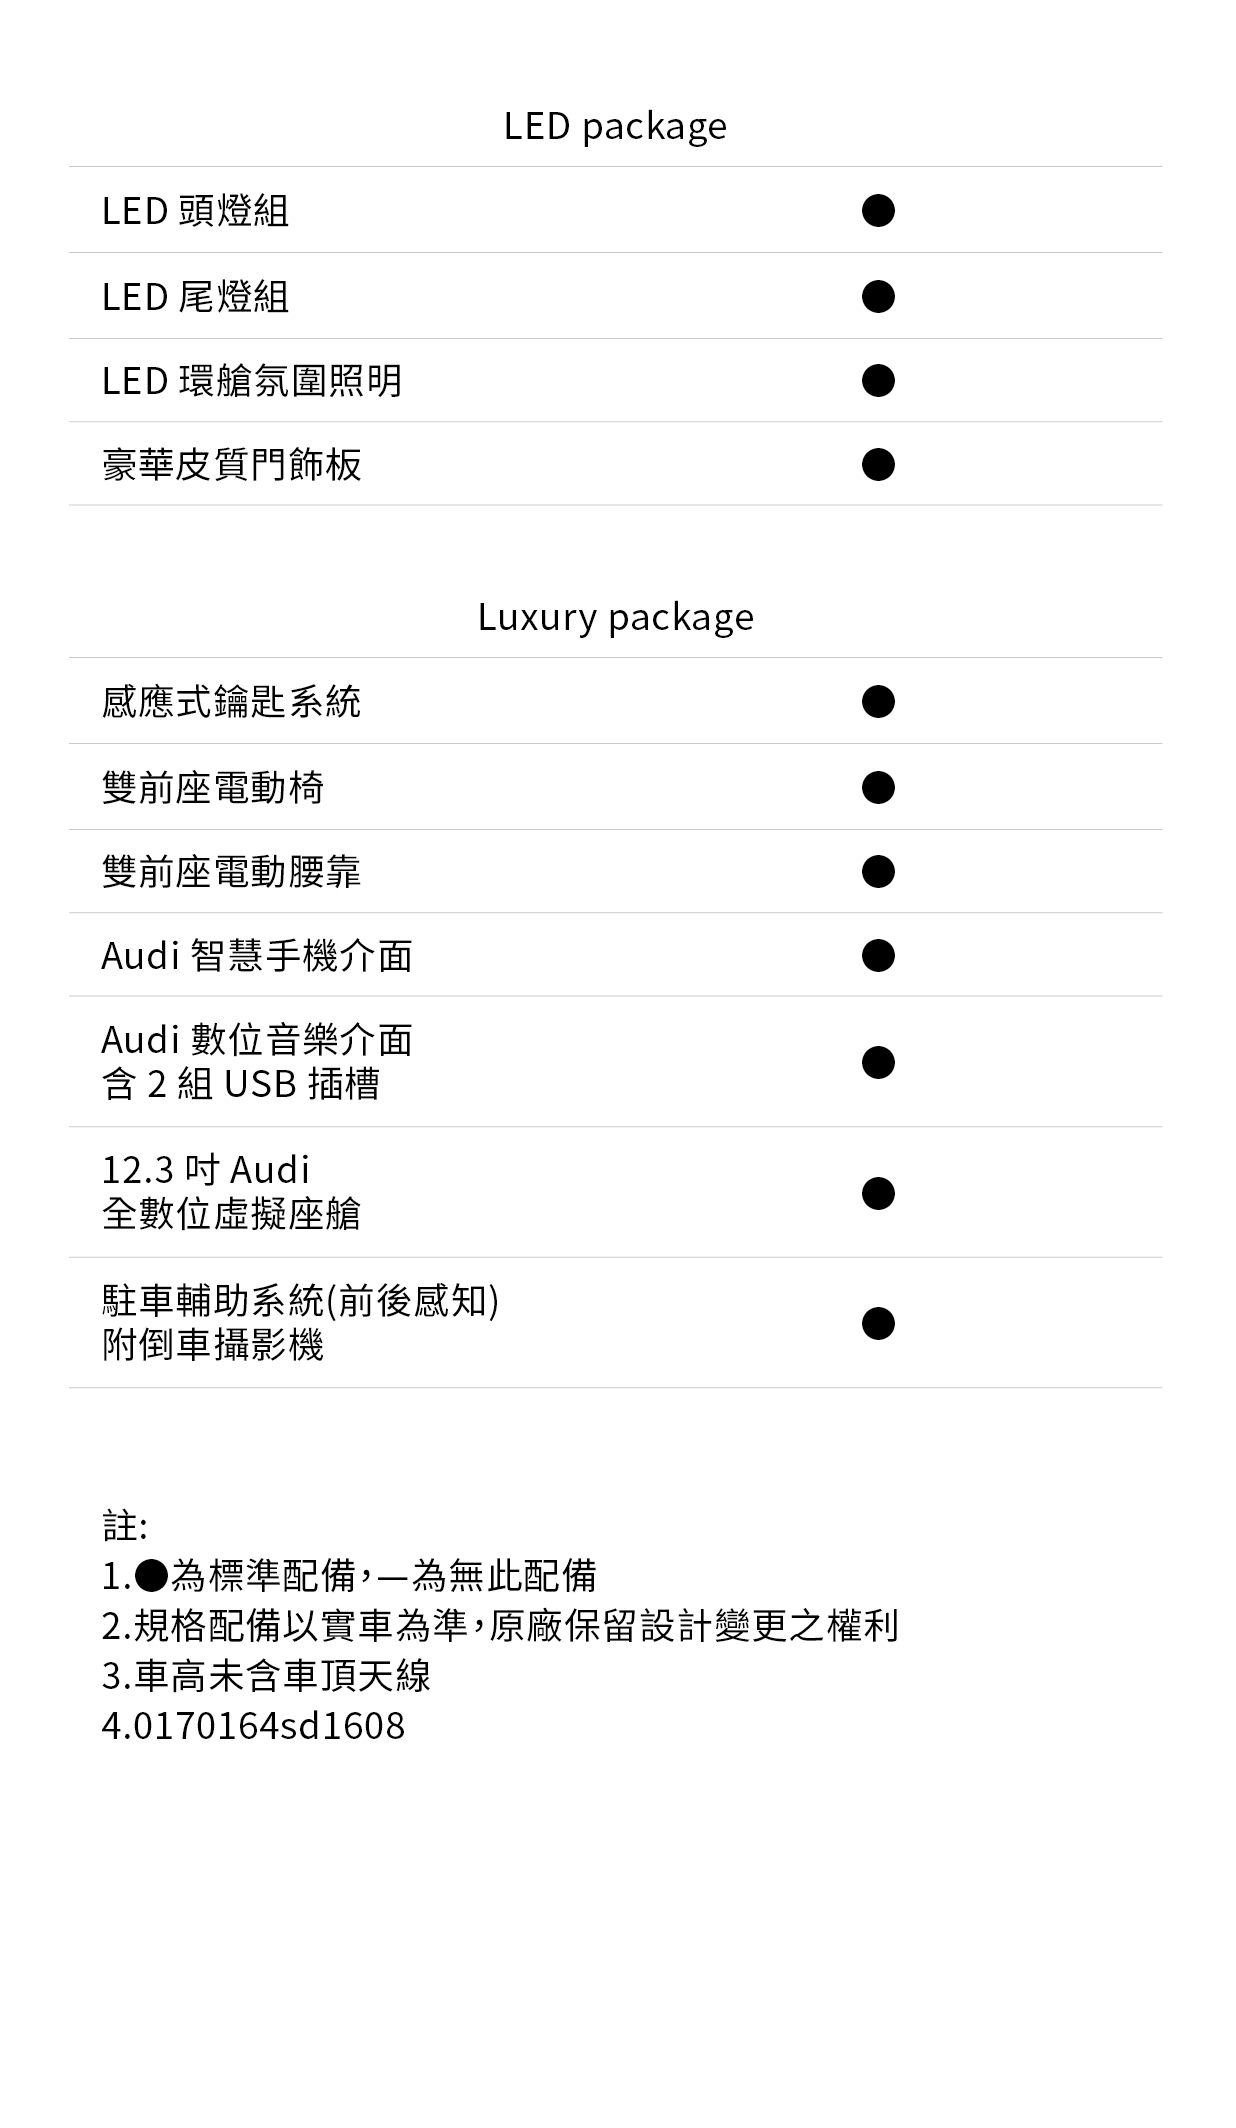 LED package
LED 頭燈組 ●
LED 尾燈組 ●
LED 環艙氛圍照明 ●
豪華皮質門飾板 ●
Luxury package
感應式鑰匙系統 ●
雙前座電動椅 ●
雙前座電動腰靠 ●
Audi 智慧手機介面 ●
Audi 數位音樂介面
含 2 組 USB 插槽 ●
12.3 吋 Audi
全數位虛擬座艙 ●
駐車輔助系統(前後感知)
附倒車攝影機 ●
註:
1.●為標準配備，—為無此配備
2.規格配備以實車為準，原廠保留設計變更之權利
3.車高未含車頂天線
4.0170164sd1608